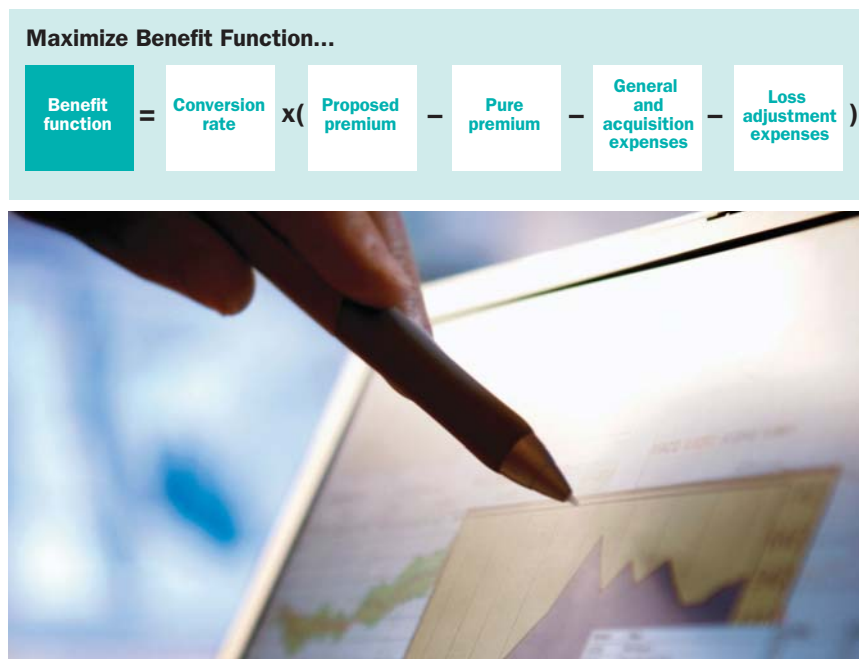 Maximize Benefit Function...
Benefit
function
=
Conversion
rate
x(
Proposed
premium
–
Pure
premium
–
General
and
acquisition
expenses
–
Loss
adjustment
expenses
)